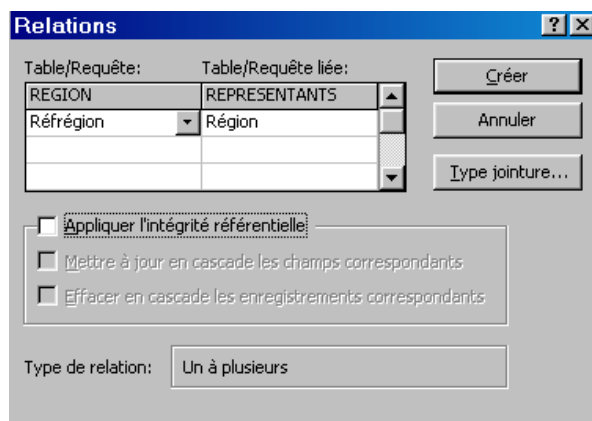 Relations
Table/Requête: Table/Requête liée:
REGION REPRESENTANTS
Réfrégion Région
Créer
Annuler
Type jointure...
Appliquer l'intégrité référentielle
Mettre à jour en cascade les champs correspondants
Effacer en cascade les enregistrements correspondants
Type de relation: Un à plusieurs